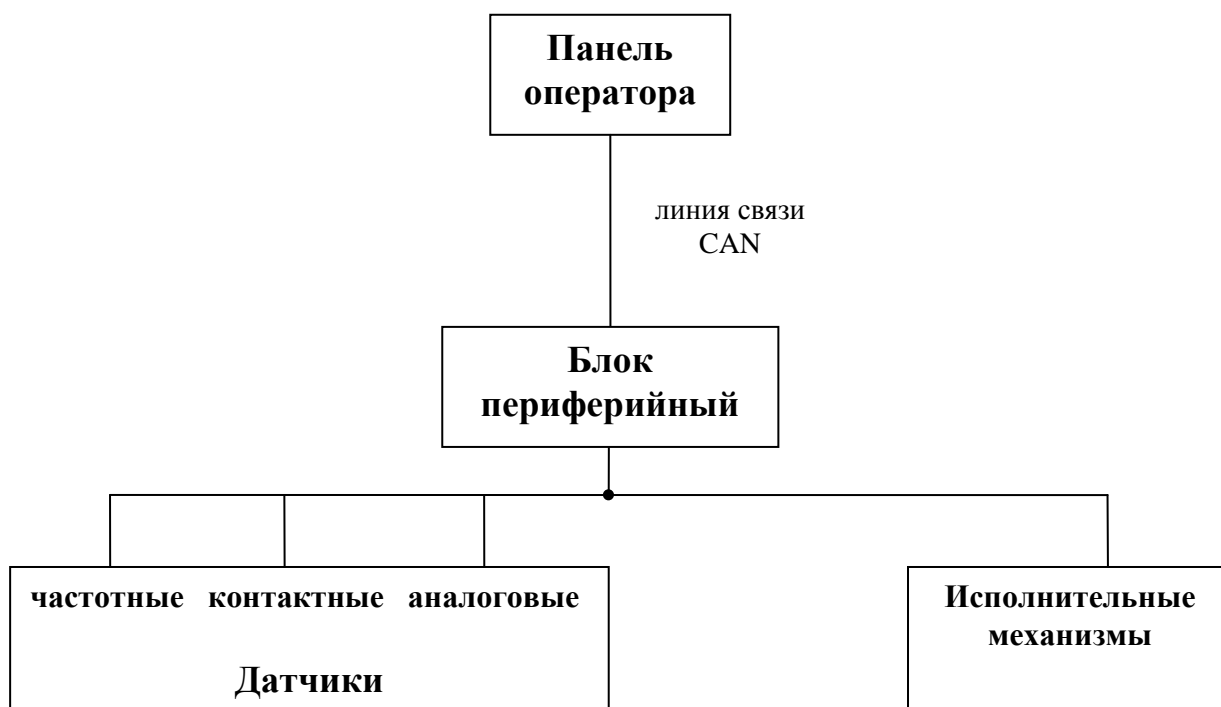 Панель
оператора
линия связи
CAN
Блок
периферийный
частотные контактные аналоговые
Датчики
Исполнительные
механизмы